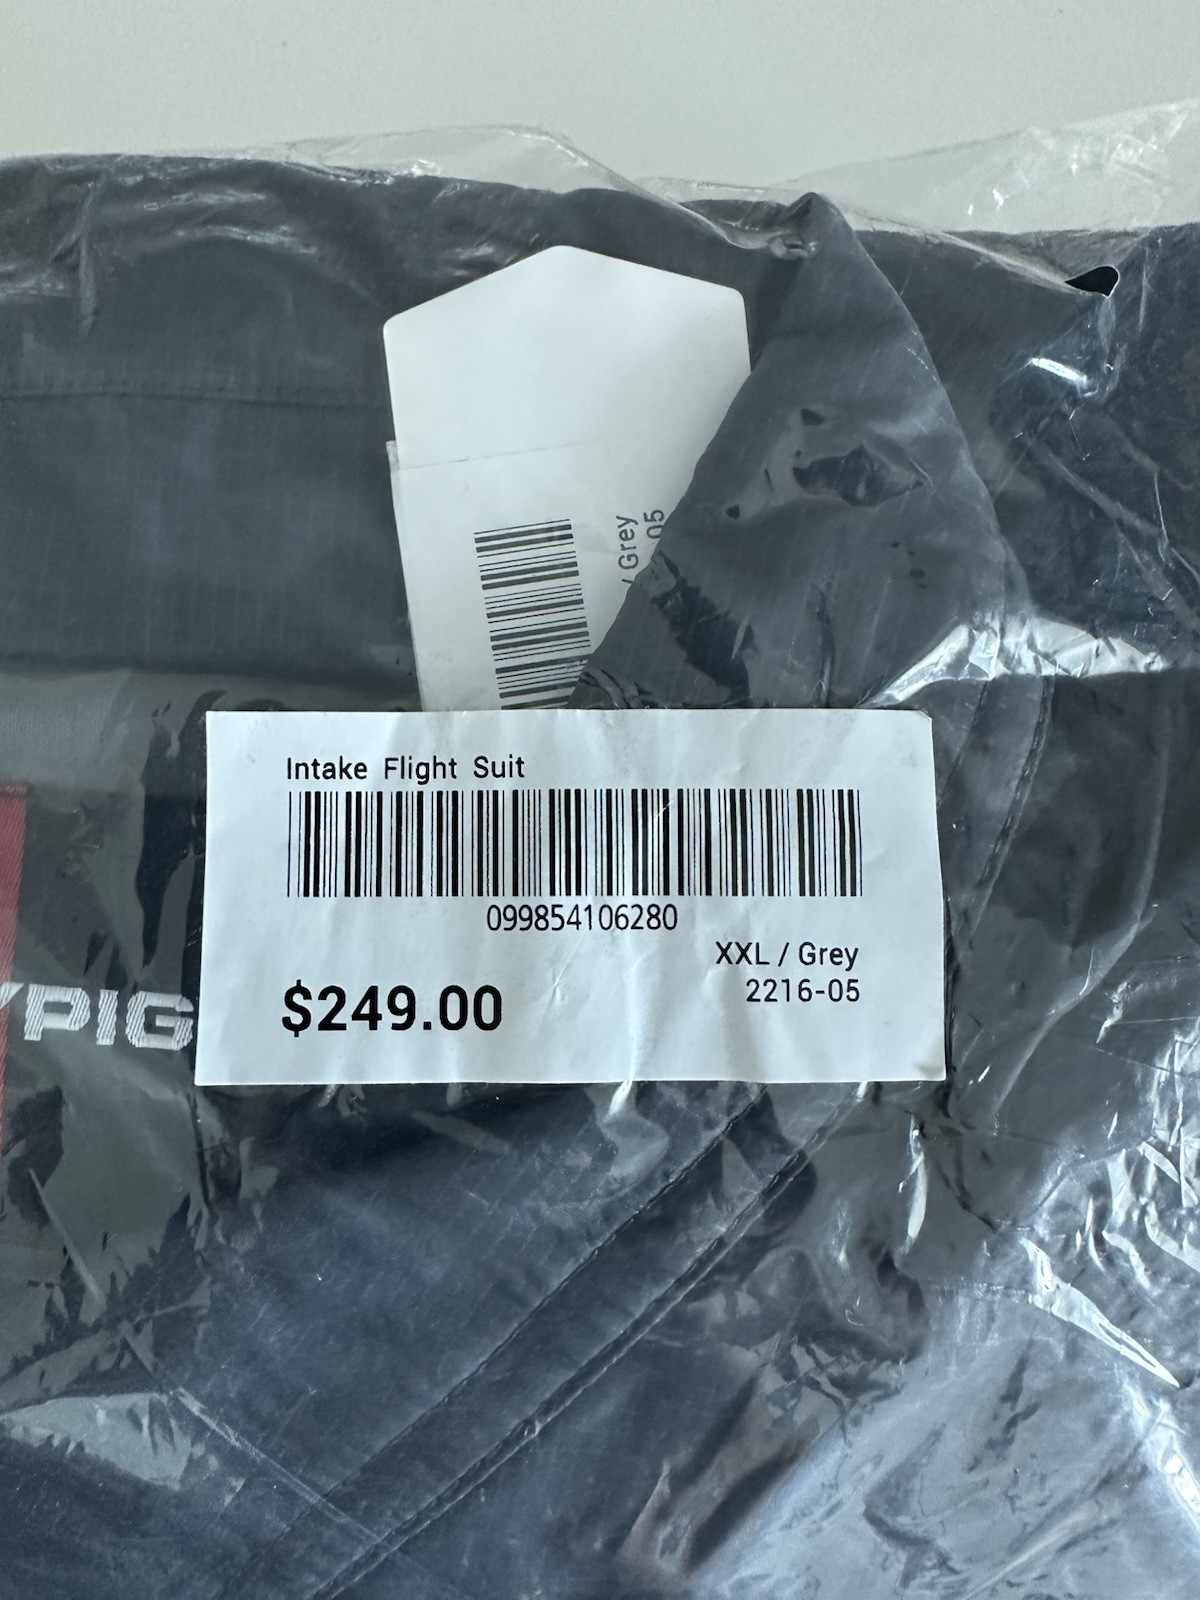 / Grey
05
Intake Flight Suit
099854106280
XXL / Grey
$249.00
2216-05
YPIG